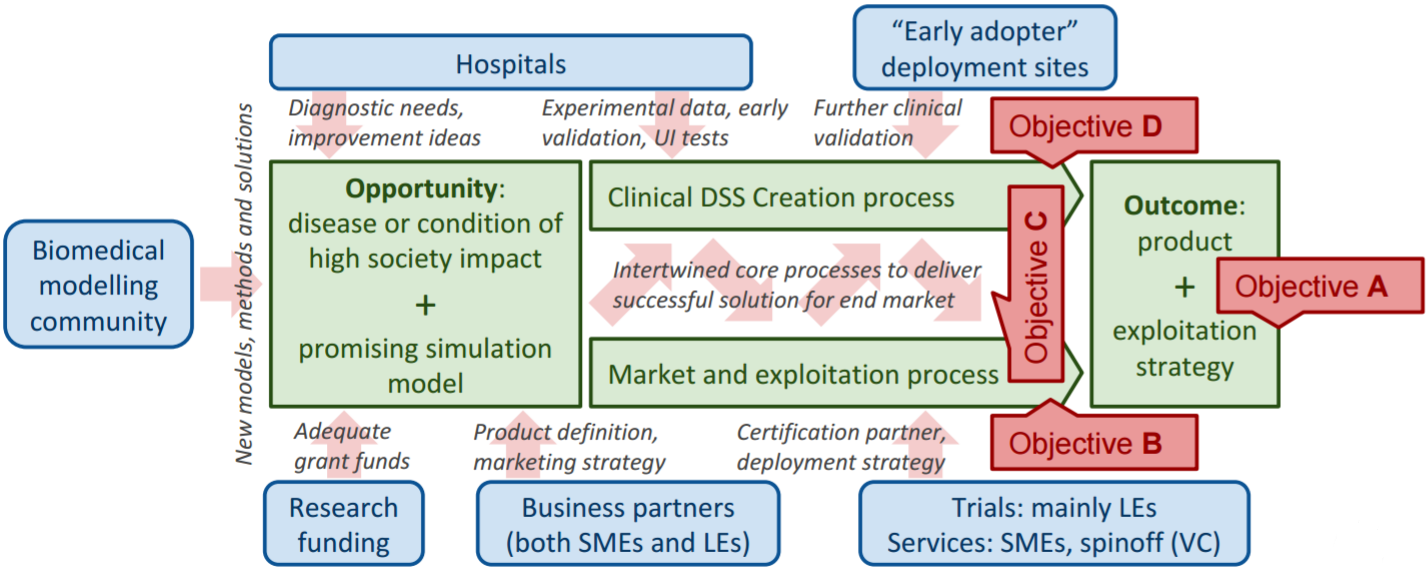 Hospitals
“Early adopter”
deployment sites
Diagnostic needs,
improvement ideas
Experimental data, early
validation, UI tests
Further clinical
validation
Objective D
New models, methods and solutions
Biomedical
modelling
community
Opportunity:
disease or condition of
high society impact
+
promising simulation
model
Clinical DSS Creation process
Intertwined core processes to deliver
successful solution for end market
Market and exploitation process
Objective C
Outcome:
product
+
exploitation
strategy
Objective A
Objective B
Adequate
grant funds
Product definition,
marketing strategy
Certification partner,
deployment strategy
Research
funding
Business partners
(both SMEs and LEs)
Trials: mainly LEs
Services: SMEs, spinoff (VC)